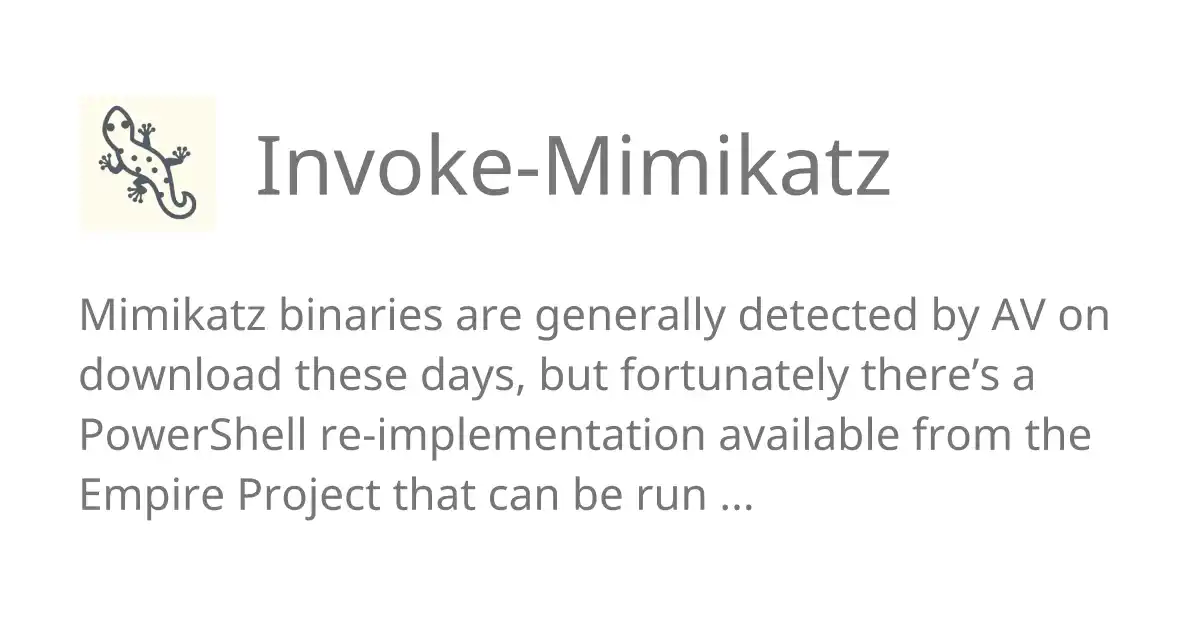 Invoke-Mimikatz
Mimikatz binaries are generally detected by AV on
download these days, but fortunately there’s a
PowerShell re-implementation available from the
Empire Project that can be run ...